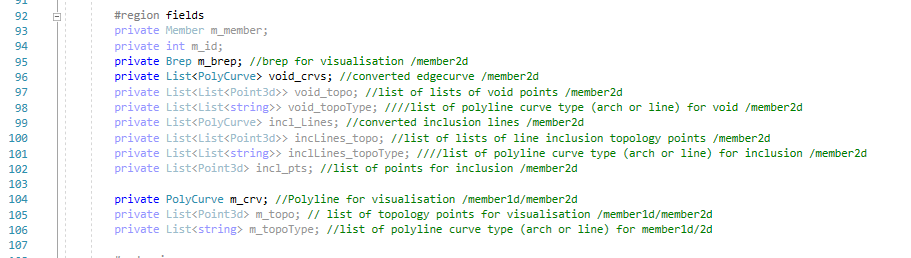 92 #region fields
93 private Member m_member;
94 private int m_id;
95 private Brep m_brep; //brep for visualisation /member2d
96 private List<PolyCurve> void_crvs; //converted edgecurve /member2d
97 private List<List<Point3d>> void_topo; //list of lists of void points /member2d
98 private List<List<string>> void_topoType; ////list of polyline curve type (arch or line) for void /member2d
99 private List<PolyCurve> incl_Lines; //converted inclusion lines /member2d
100 private List<List<Point3d>> incLines_topo; //list of lists of line inclusion topology points /member2d
101 private List<List<string>> inclLines_topoType; ////list of polyline curve type (arch or line) for inclusion /member2d
102 private List<Point3d> incl_pts; //list of points for inclusion /member2d
103
104 private PolyCurve m_crv; //Polyline for visualisation /member1d/member2d
105 private List<Point3d> m_topo; // list of topology points for visualisation /member1d/member2d
106 private List<string> m_topoType; //list of polyline curve type (arch or line) for member1d/2d
107